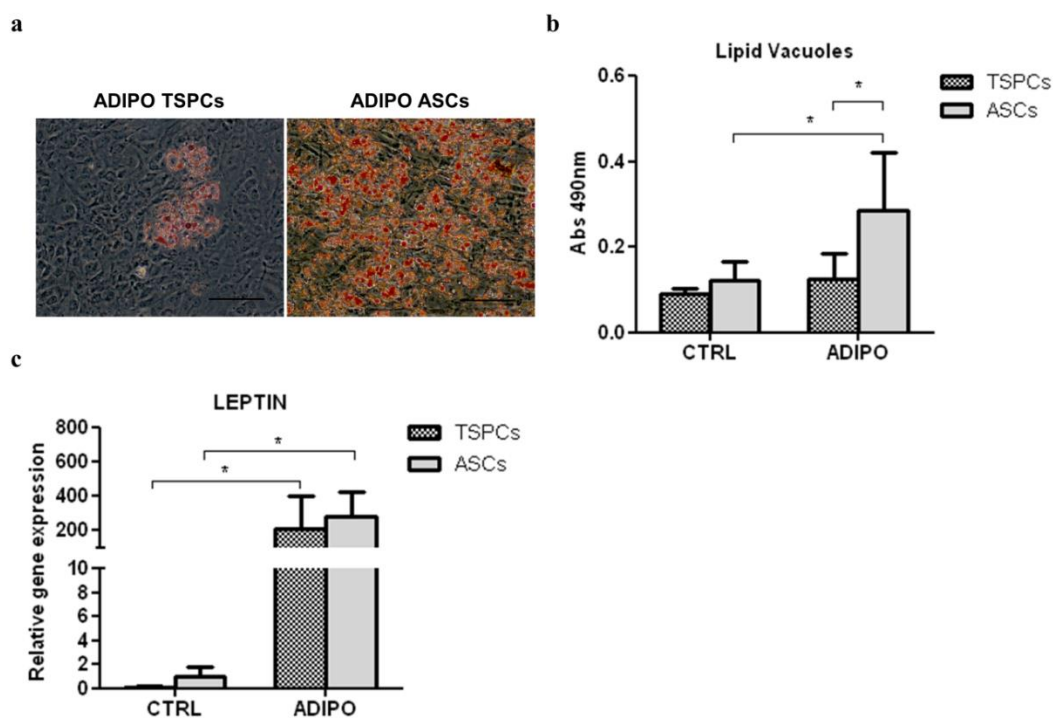 a
ADIPO TSPCs ADIPO ASCs
b
Lipid Vacuoles
Abs 490nm
0.6
0.4
0.2
0.0
*
*
CTRL ADIPO
TSPCs
ASCs
c
LEPTIN
Relative gene expression
800
600
400
200
10
8
6
4
2
0
*
*
CTRL ADIPO
TSPCs
ASCs